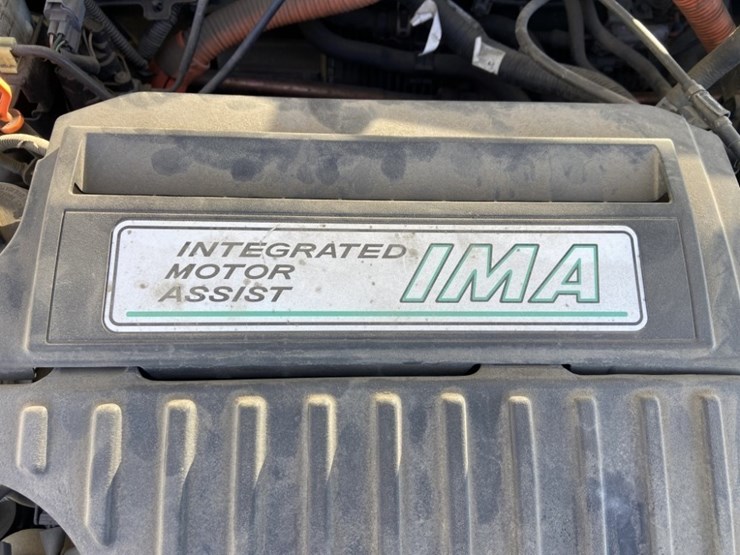 INTEGRATED
MOTOR
ASSIST
IMA